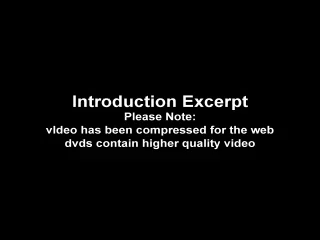 Introduction Excerpt
Please Note:
vIdeo has been compressed for the web
dvds contain higher quality video